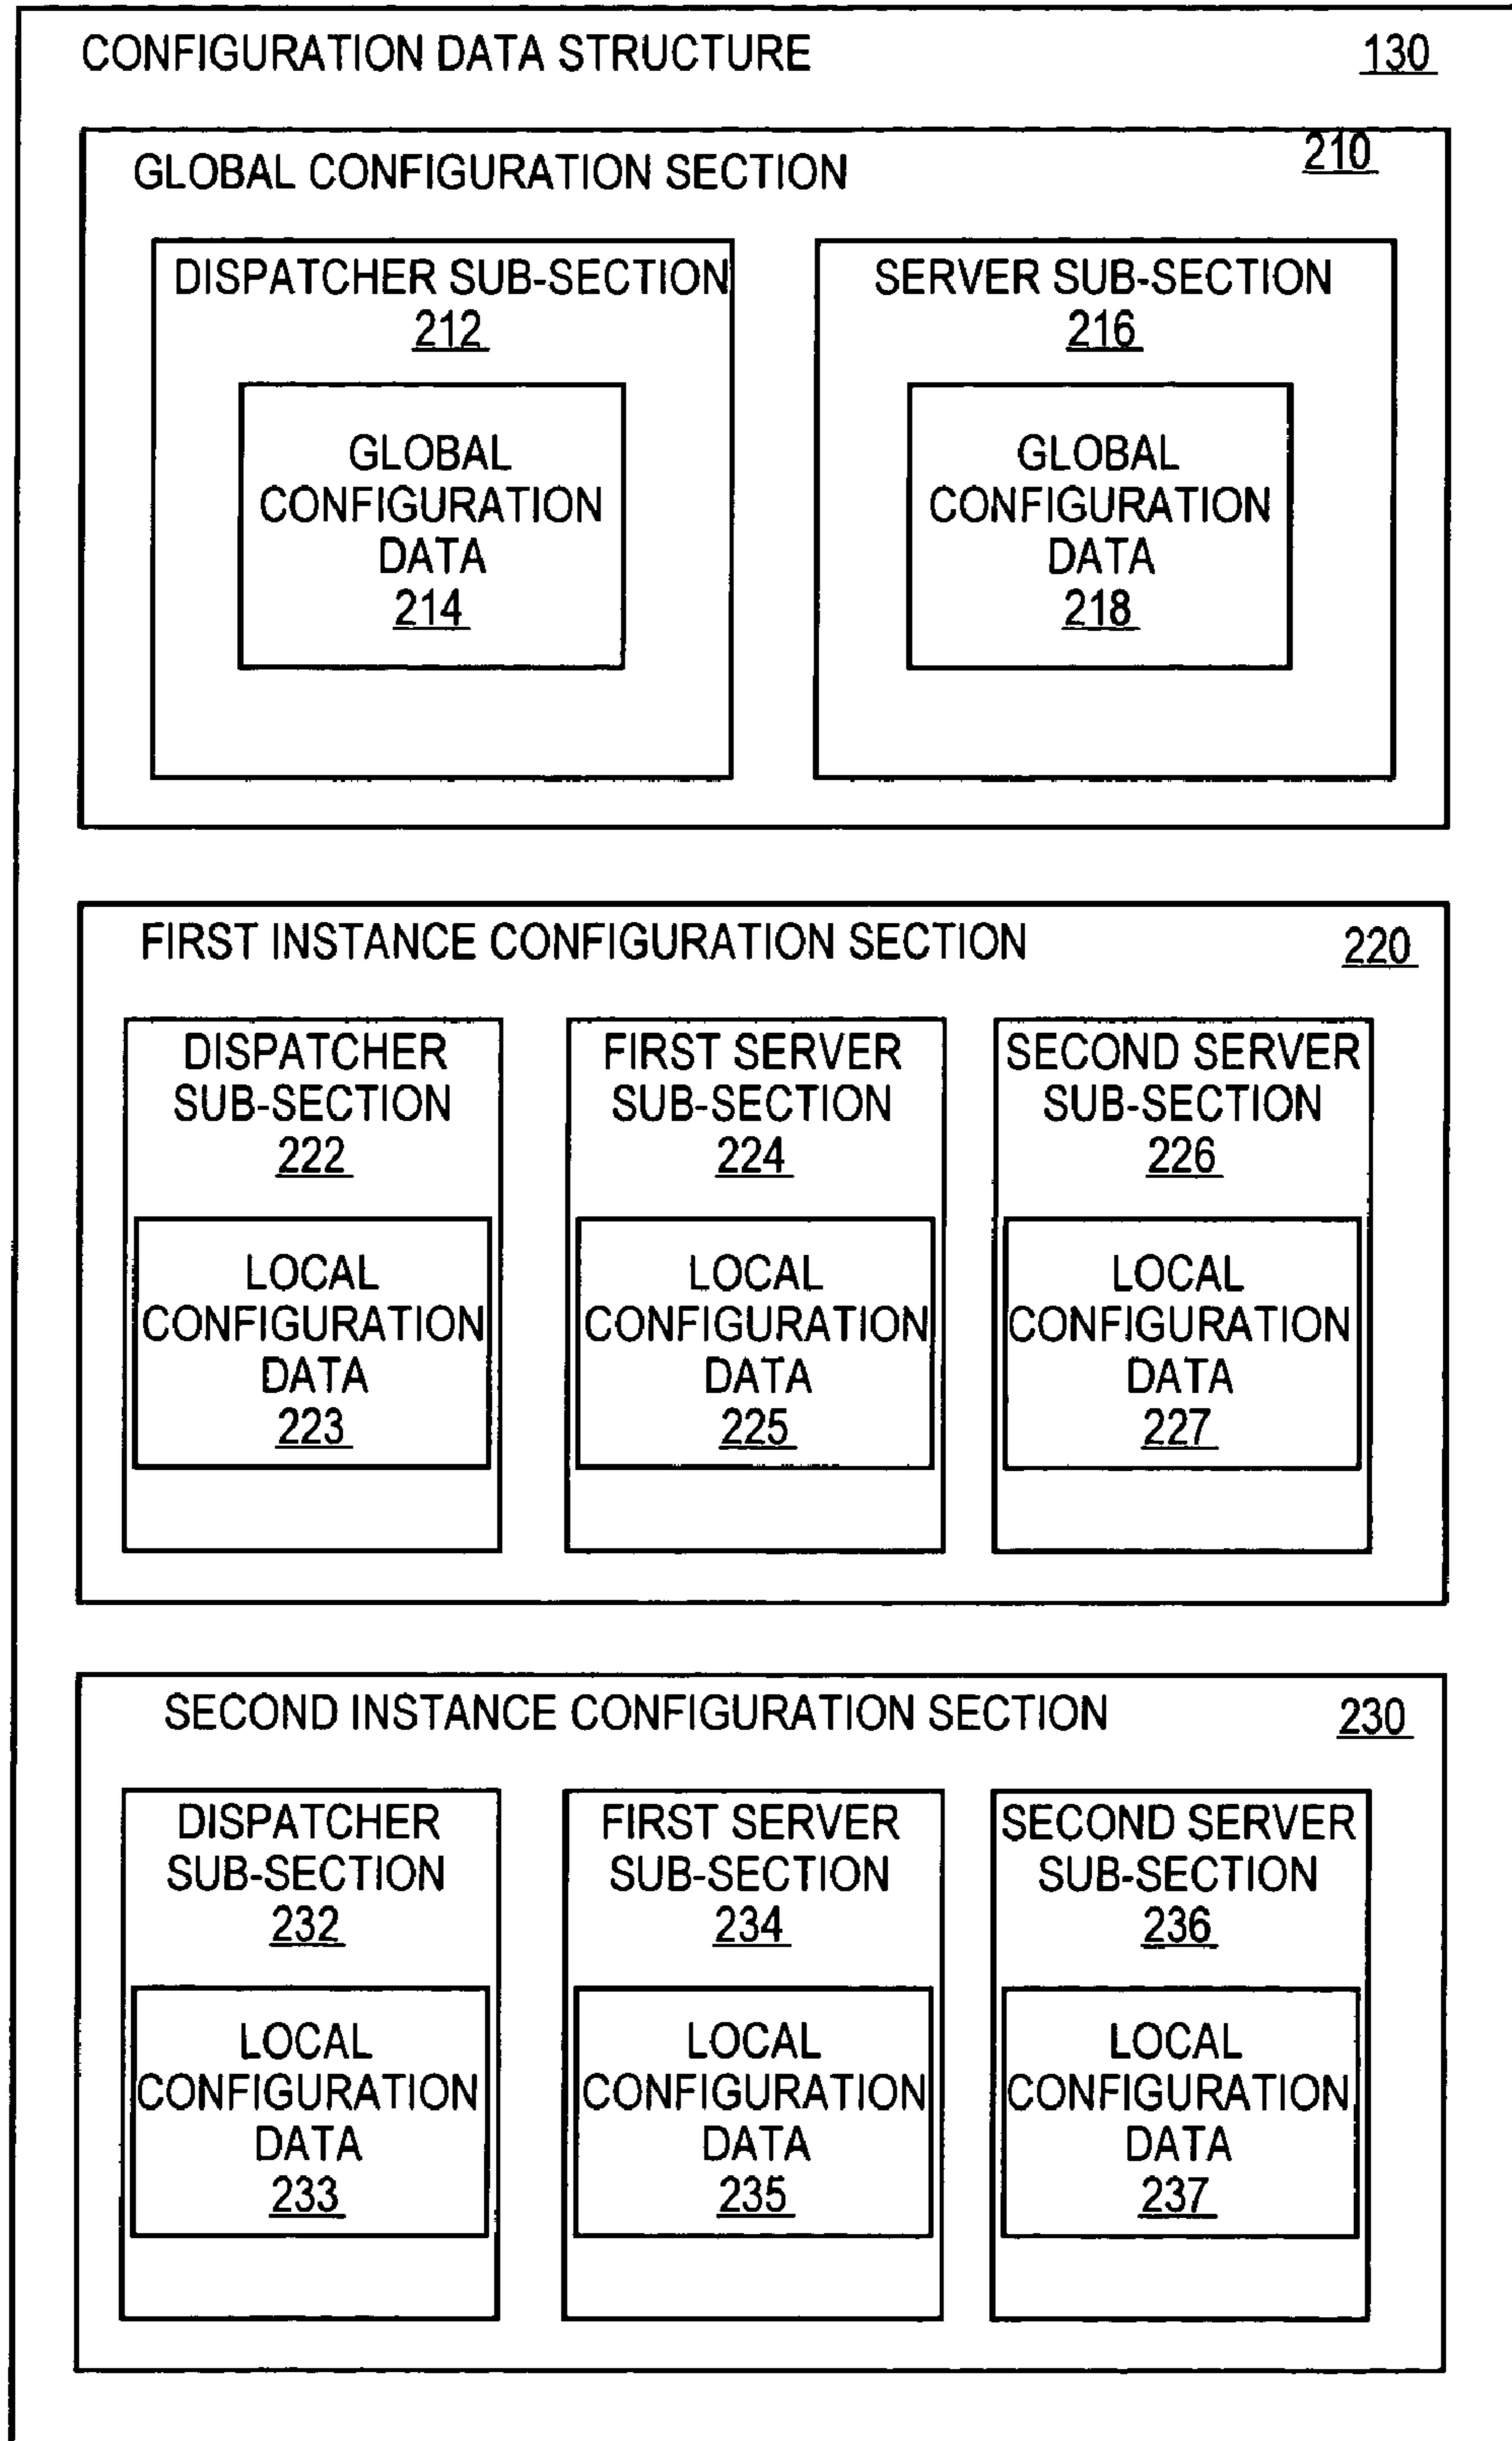 CONFIGURATION DATA STRUCTURE 130
210
GLOBAL CONFIGURATION SECTION
DISPATCHER SUB-SECTION
212
GLOBAL
CONFIGURATION
DATA
214
SERVER SUB-SECTION
216
GLOBAL
CONFIGURATION
DATA
218
FIRST INSTANCE CONFIGURATION SECTION 220
DISPATCHER
SUB-SECTION
222
LOCAL
CONFIGURATION
DATA
223
FIRST SERVER
SUB-SECTION
224
LOCAL
CONFIGURATION
DATA
225
SECOND SERVER
SUB-SECTION
226
LOCAL
CONFIGURATION
DATA
227
SECOND INSTANCE CONFIGURATION SECTION 230
DISPATCHER
SUB-SECTION
232
LOCAL
CONFIGURATION
DATA
233
FIRST SERVER
SUB-SECTION
234
LOCAL
CONFIGURATION
DATA
235
SECOND SERVER
SUB-SECTION
236
LOCAL
CONFIGURATION
DATA
237